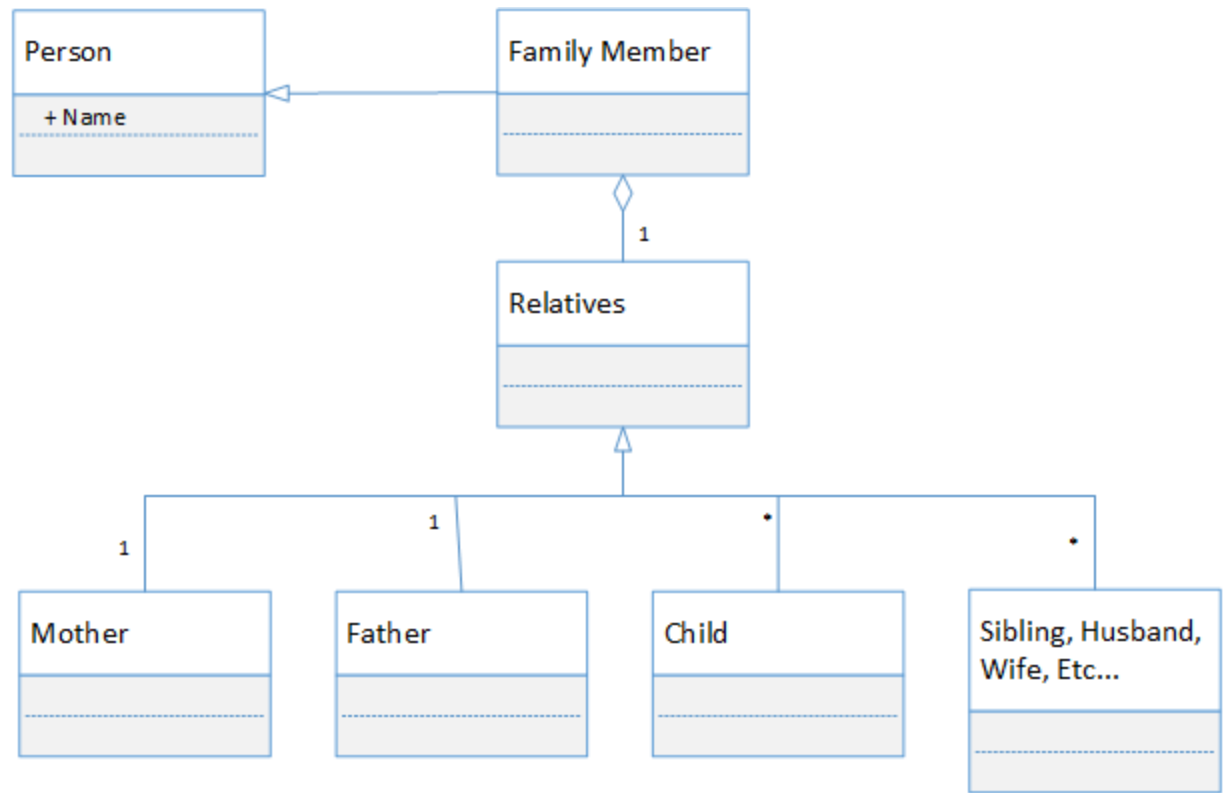 Person
Family Member
+ Name
1
Relatives
1
1
*
*
Mother
Father
Child
Sibling, Husband,
Wife, Etc...